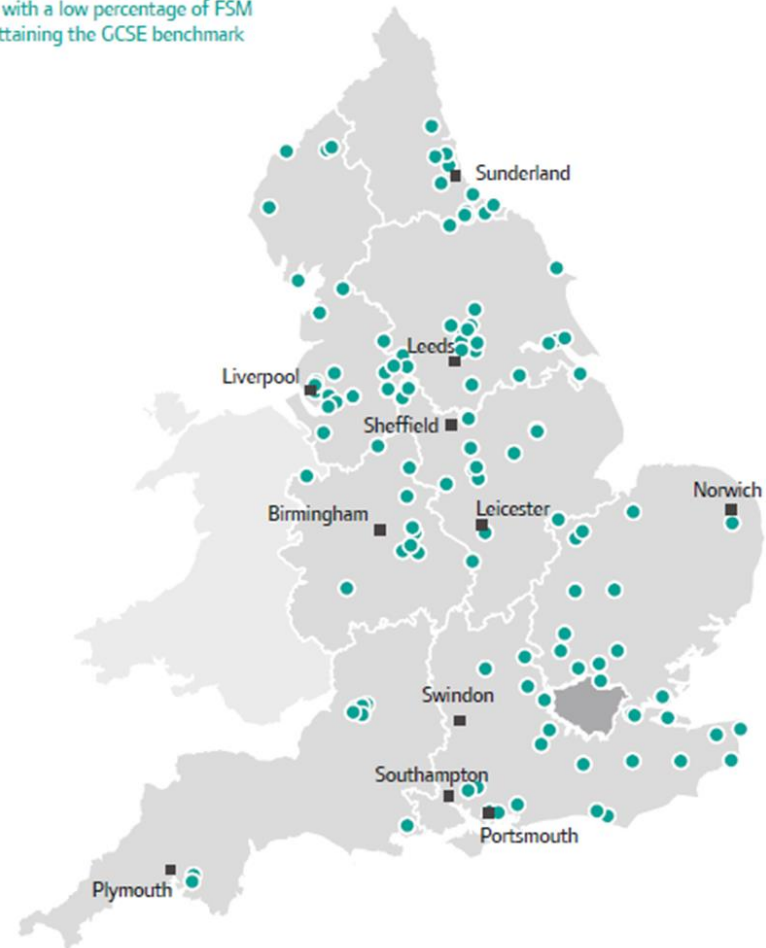 with a low percentage of FSM
ttaining the GCSE benchmark
Sunderland
Leeds
Liverpool
Sheffield
Norwich
Birmingham
Leicester
Swindon
Southampton
Portsmouth
Plymouth